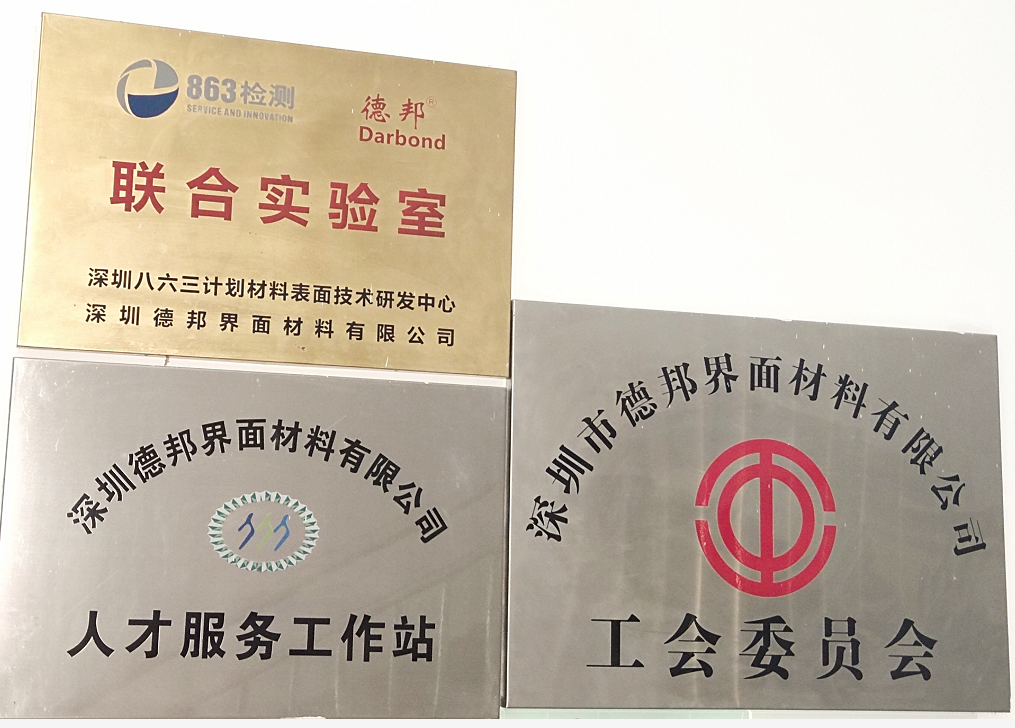 863检测
SERVICE AND INNOVATION
德邦®
Darbond
联合实验室
深圳八六三计划材料表面技术研发中心
深圳德邦界面材料有限公司
深圳德邦界面材料有限公司
人才服务工作站
深圳市德邦界面材料有限公司
工会委员会